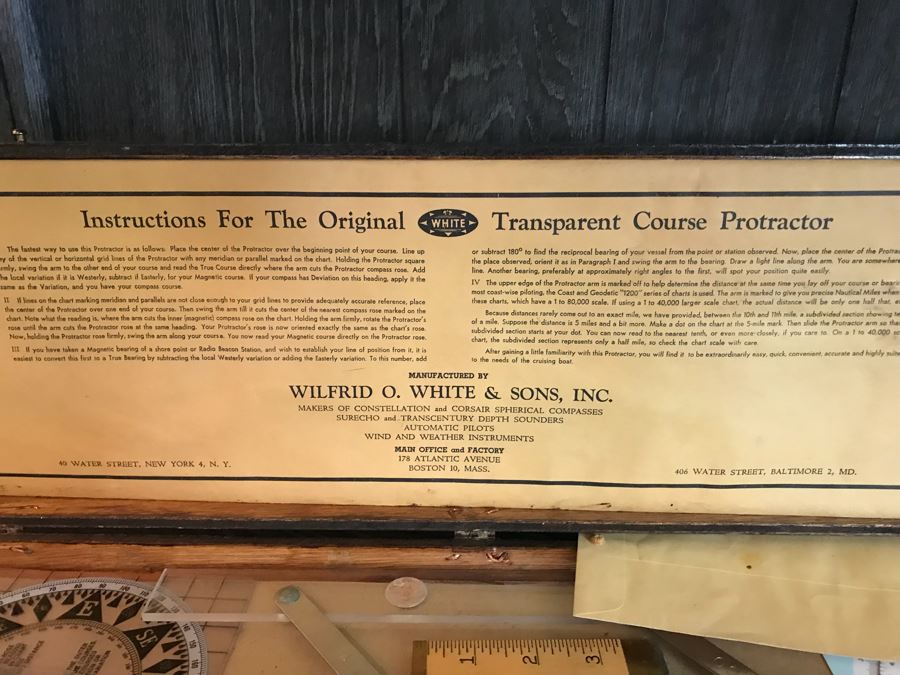 Instructions For The Original WHITE Transparent Course Protractor
The fastest way to use this Protractor is as follows: Place the center of the Protractor over the beginning point of your course. Line up
of the vertical or horizontal grid lines of the Protractor with any meridian or parallel marked on the chart. Holding the Protractor square
swing the arm to the other end of your course and read the True Course directly where the arm cuts the Protractor compass rose. Add
local variation if it is Westerly, subtract if Easterly, for your Magnetic course. If your compass has Deviation on this heading, apply it the
same as the Variation, and you have your compass course.
II If lines on the chart marking meridian and parallels are not close enough to your grid lines to provide adequately accurate reference, place
the center of the Protractor over one end of your course. Then swing the arm till it cuts the center of the nearest compass rose marked on the
chart. Note what the reading is, where the arm cuts the inner (magnetic) compass rose on the chart. Holding the arm firmly, rotate the Protractor's
rose until the arm cuts the Protractor rose at the same heading. Your Protractor's rose is now oriented exactly the same as the chart's rose.
Now, holding the Protractor rose firmly, swing the arm along your course. You now read your Magnetic course directly on the Protractor rose.
III If you have taken a Magnetic bearing of a shore point or Radio Beacon Station, and wish to establish your line of position from it, it is
easiest to convert this first to a True Bearing by subtracting the local Westerly variation or adding the Easterly variation. To this number, add
or subtract 180° to find the reciprocal bearing of your vessel from the point or station observed. Now, place the center of the
the place observed, orient it as in Paragraph I and swing the arm to the bearing. Draw a light line along the arm. You are somewhere
line. Another bearing, preferably at approximately right angles to the first, will spot your position quite easily.
IV The upper edge of the Protractor is marked off to help determine the distance at the same time you lay off your course or
most coast-wise piloting, the Coast and Geodetic "1200" series of charts is used. The arm is marked to give you precise Nautical Miles when
these charts, which have a 1 to 80,000 scale. If using a 1 to 40,000 larger scale chart, the actual distance will be only one half that,
Because distances rarely come out to an exact mile, we have provided, between the 10th and 11th mile, a subdivided section showing
of a mile. Suppose the distance is 5 miles and a bit more. Make a dot on the chart at the 5-mile mark. Then slide the Protractor arm so
subdivided section starts at your dot. You can now read to the nearest tenth, or even more closely, if you care to. On a 1 to 40,000
chart, the subdivided section represents only a half mile, so check the scale with care.
After gaining a little familiarity with this Protractor, you will find it to be extraordinarily easy, quick, convenient, accurate and highly
to the needs of the cruising boat.
MANUFACTURED BY
WILFRID O. WHITE & SONS, INC.
MAKERS OF CONSTELLATION and CORSAIR SPHERICAL COMPASSES
SURECHO and TRANSCENTURY DEPTH SOUNDERS
AUTOMATIC PILOTS
WIND AND WEATHER INSTRUMENTS
MAIN OFFICE and FACTORY
178 ATLANTIC AVENUE
BOSTON 10, MASS.
40 WATER STREET, NEW YORK 4, N. Y.
406 WATER STREET, BALTIMORE 2, MD.
E
SE
1 2 3